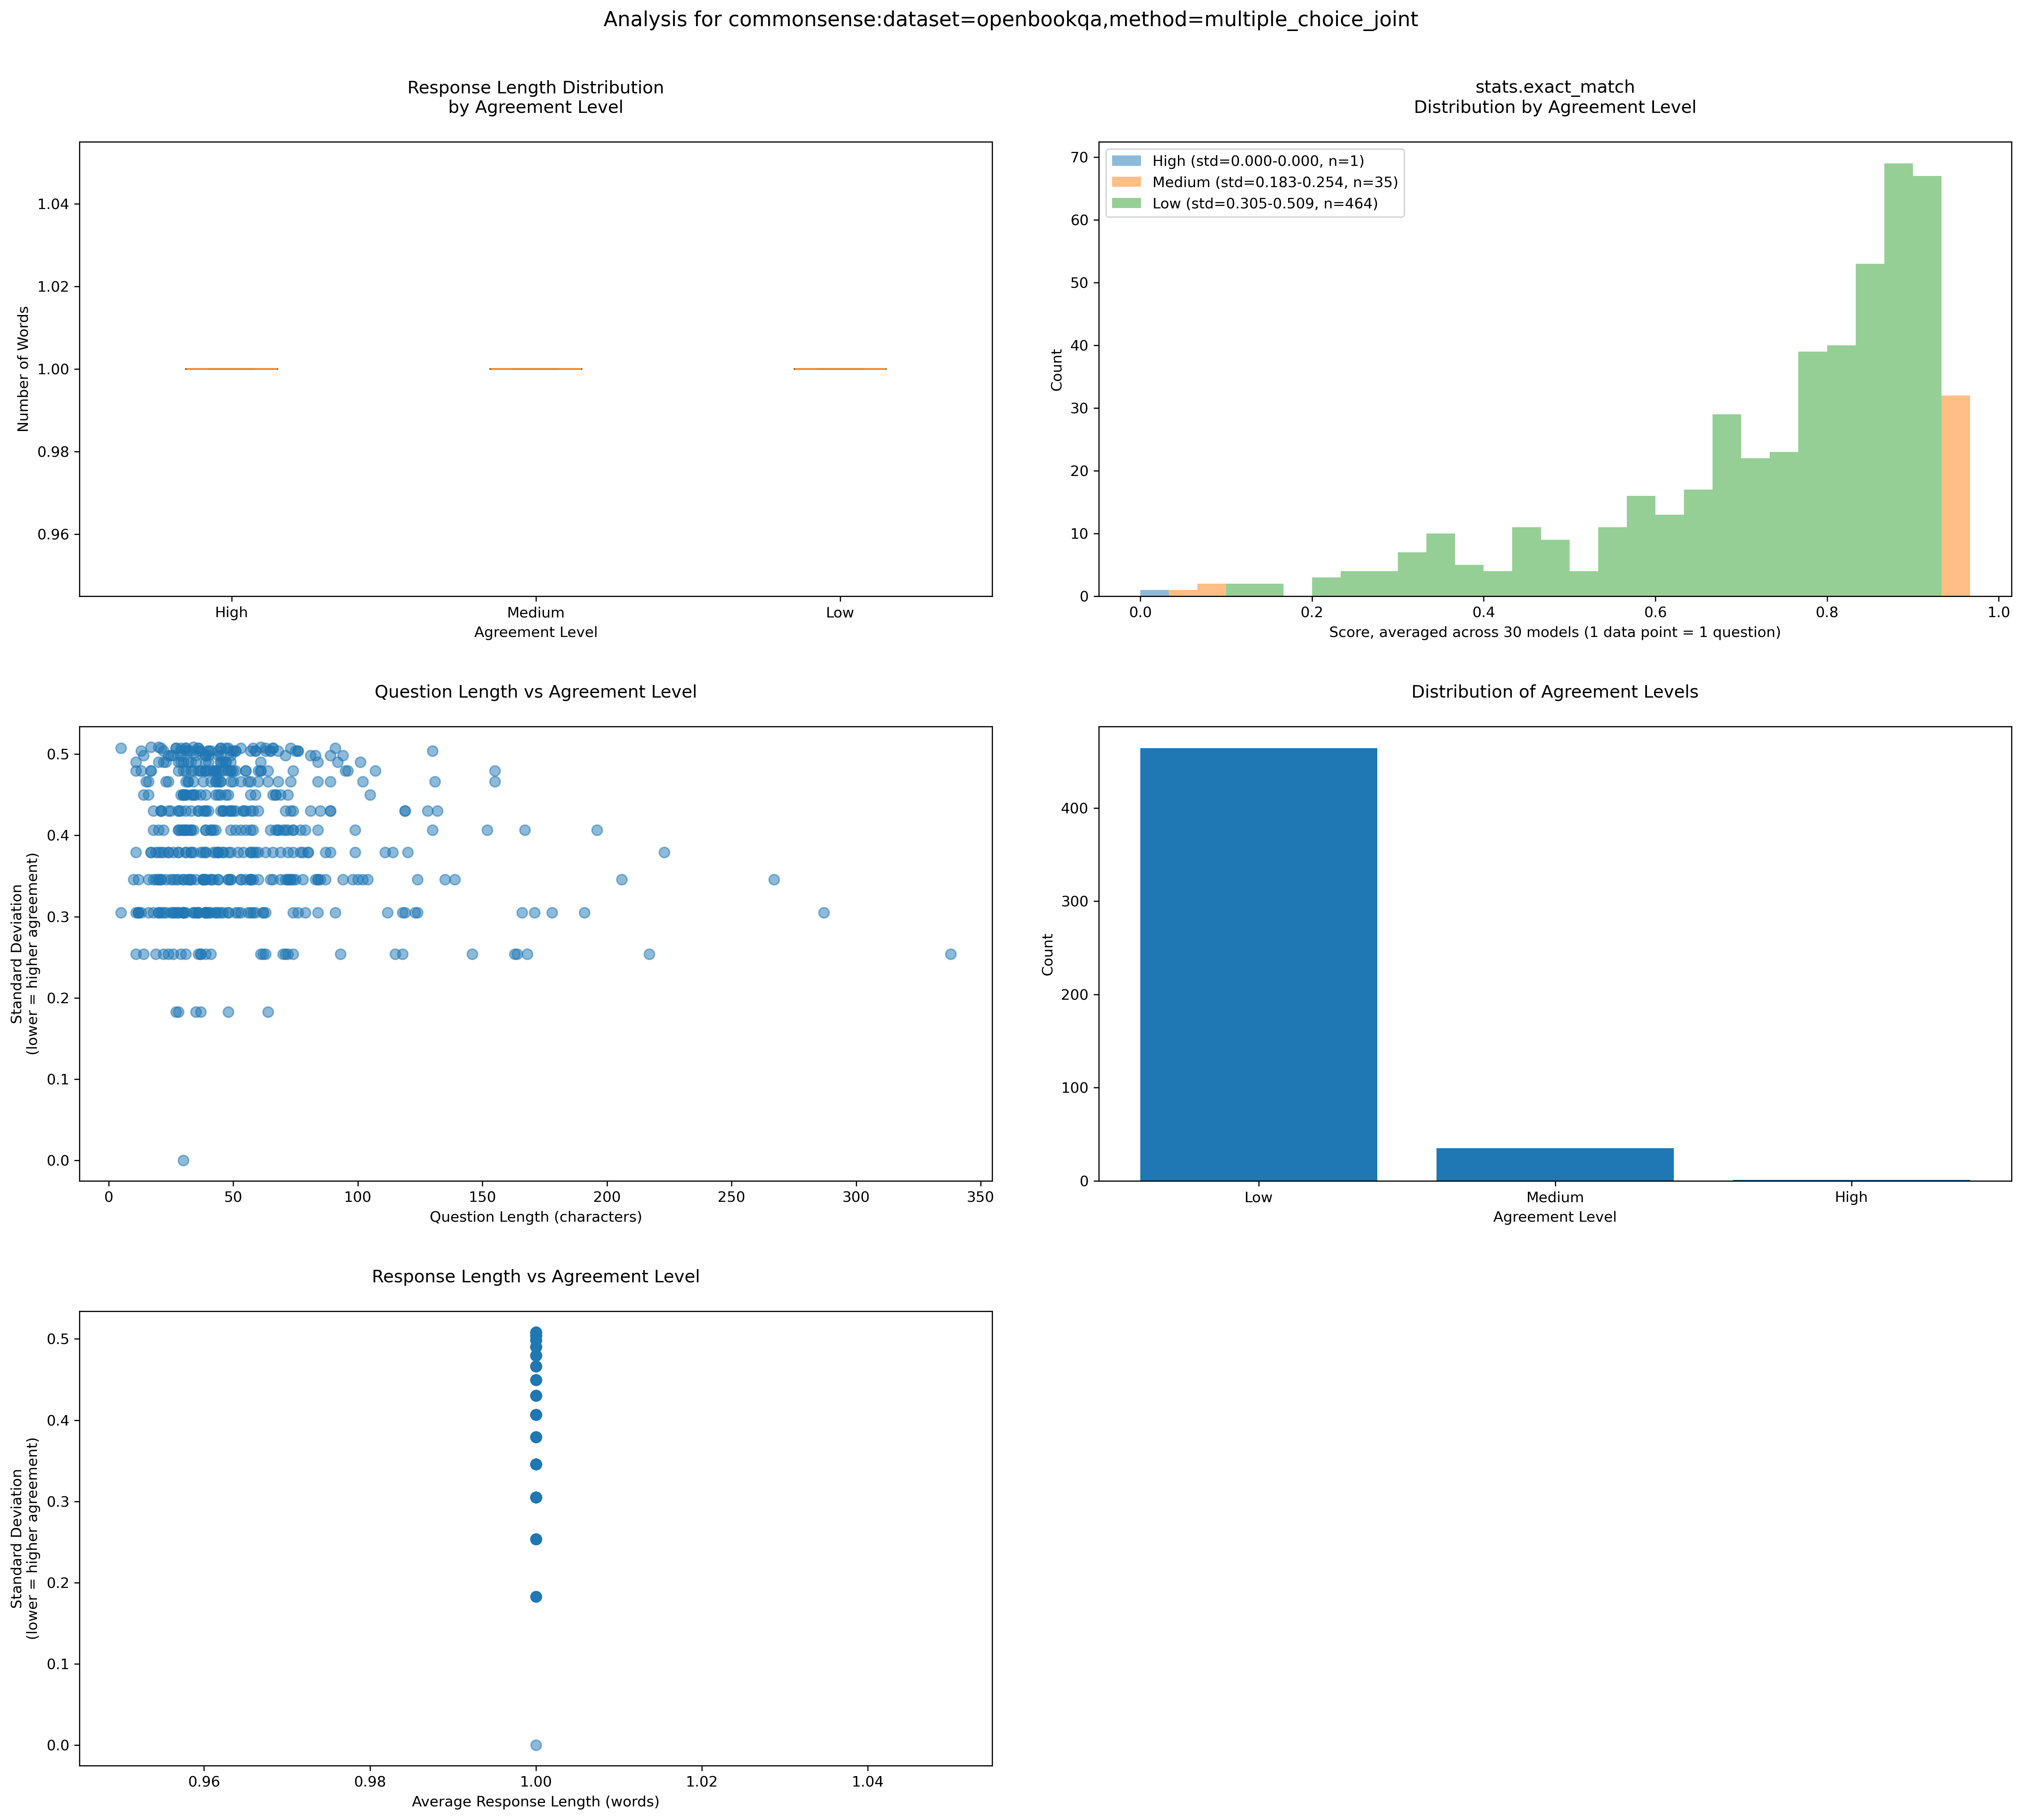 Analysis for commonsense:dataset=openbookqa,method=multiple_choice_joint
Response Length Distribution
by Agreement Level
Number of Words
1.04
1.02
1.00
0.98
0.96
High
Medium
Low
Agreement Level
stats.exact_match
Distribution by Agreement Level
High (std=0.000-0.000, n=1)
Medium (std=0.183-0.254, n=35)
Low (std=0.305-0.509, n=464)
Count
70
60
50
40
30
20
10
0
0.0
0.2
0.4
0.6
0.8
1.0
Score, averaged across 30 models (1 data point = 1 question)
Question Length vs Agreement Level
Standard Deviation
(lower = higher agreement)
0.5
0.4
0.3
0.2
0.1
0.0
0
50
100
150
200
250
300
350
Question Length (characters)
Distribution of Agreement Levels
Count
400
300
200
100
0
Low
Medium
High
Agreement Level
Response Length vs Agreement Level
Standard Deviation
(lower = higher agreement)
0.5
0.4
0.3
0.2
0.1
0.0
0.96
0.98
1.00
1.02
1.04
Average Response Length (words)